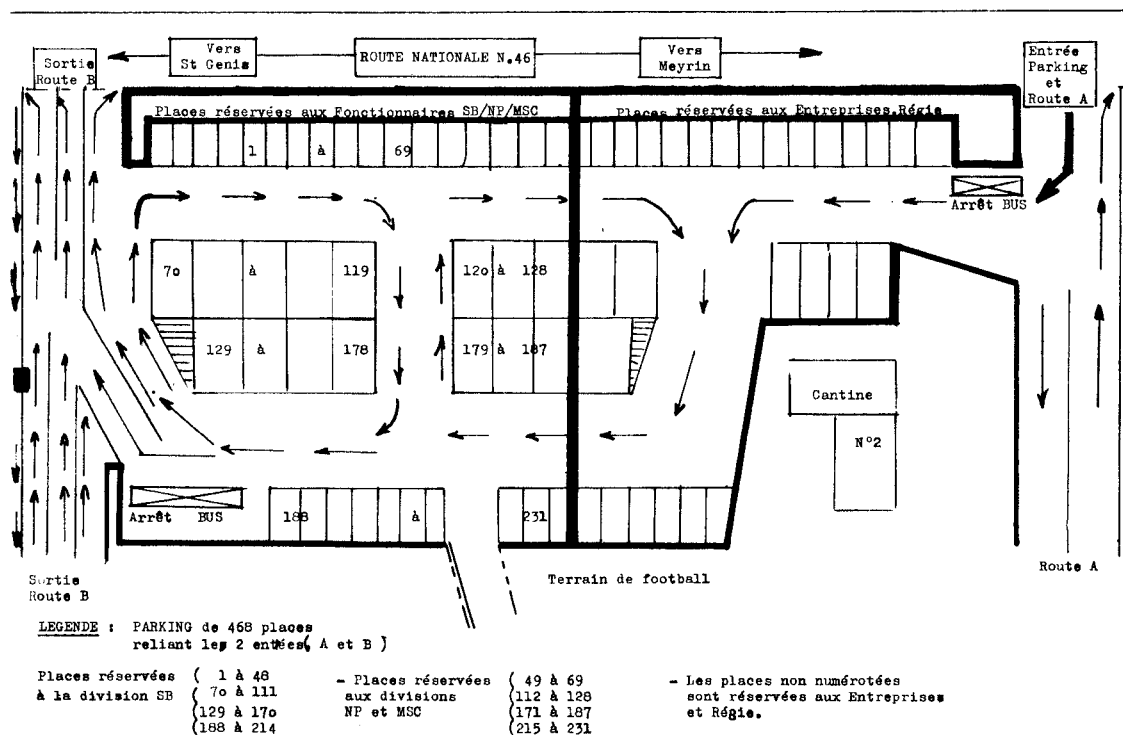 Sortie
Route B
Vers
St Genis
ROUTE NATIONALE N.46
Vers
Meyrin
Entrée
Parking
et
Route A
Places réservées aux Fonctionnaires SB/NP/MSC
Places réservées aux Entreprises.Régie
1 à 69
Arrêt BUS
7o à 119
12o à 128
129 à 178
179 à 187
Cantine
N°2
Arrêt BUS
188 à 231
Sortie
Route B
Terrain de football
Route A
LEGENDE : PARKING de 468 places
reliant les 2 entées( A et B )
Places réservées
à la division SB
( 1 à 48
( 7o à 111
(129 à 17o
(188 à 214
- Places réservées
aux divisions
NP et MSC
( 49 à 69
(112 à 128
(171 à 187
(215 à 231
- Les places non numérotées
sont réservées aux Entreprises
et Régie.